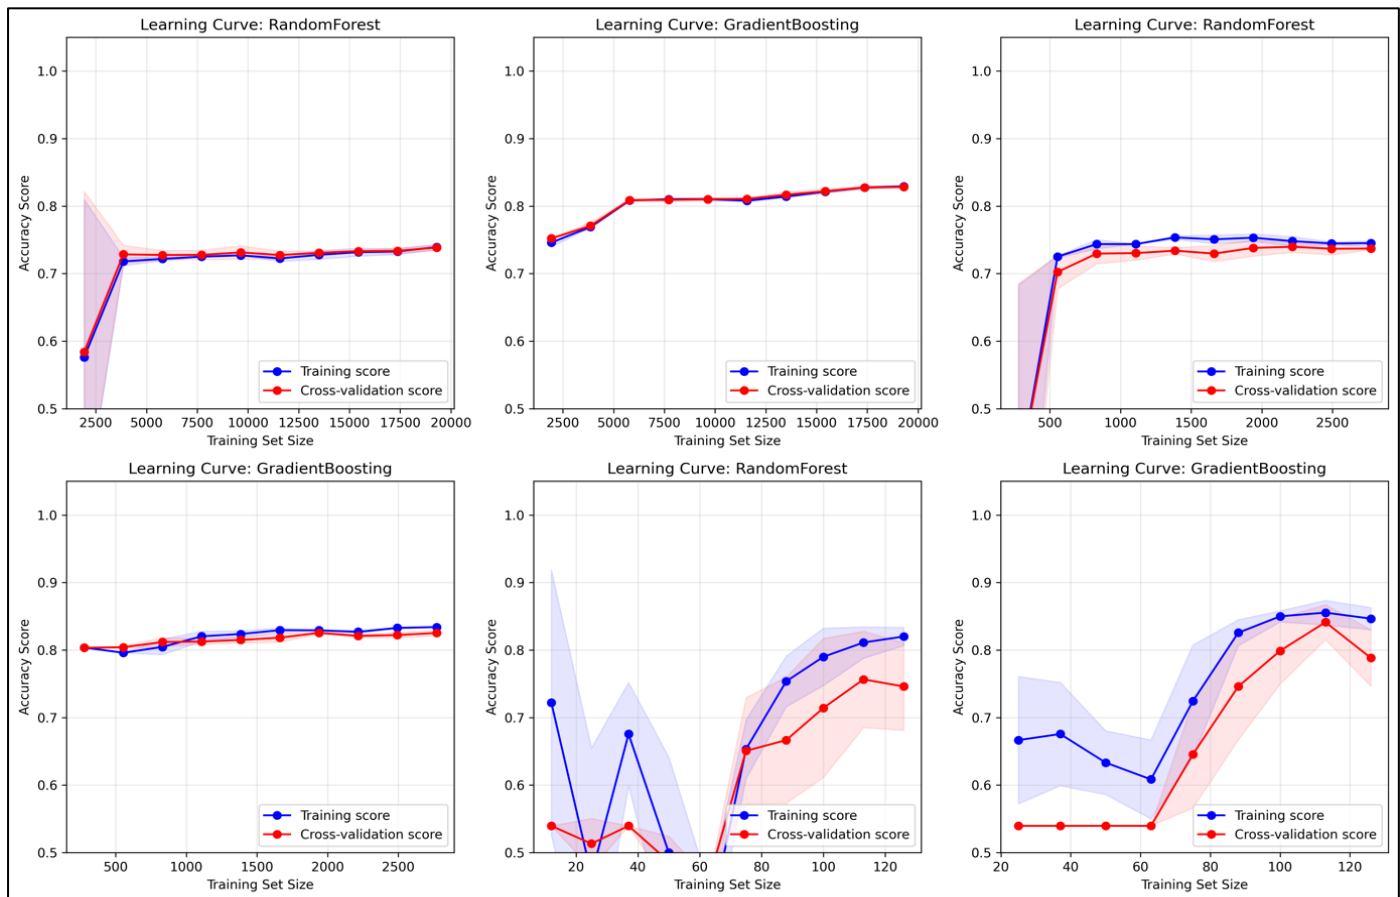 Learning Curve: RandomForest
1.0
0.9
0.8
0.7
0.6
0.5
Accuracy Score
Training score
Cross-validation score
2500 5000 7500 10000 12500 15000 17500 20000
Training Set Size
Learning Curve: GradientBoosting
1.0
0.9
0.8
0.7
0.6
0.5
Accuracy Score
Training score
Cross-validation score
2500 5000 7500 10000 12500 15000 17500 20000
Training Set Size
Learning Curve: RandomForest
1.0
0.9
0.8
0.7
0.6
0.5
Accuracy Score
Training score
Cross-validation score
500 1000 1500 2000 2500
Training Set Size
Learning Curve: GradientBoosting
1.0
0.9
0.8
0.7
0.6
0.5
Accuracy Score
Training score
Cross-validation score
500 1000 1500 2000 2500
Training Set Size
Learning Curve: RandomForest
1.0
0.9
0.8
0.7
0.6
0.5
Accuracy Score
Training score
Cross-validation score
20 40 60 80 100 120
Training Set Size
Learning Curve: GradientBoosting
1.0
0.9
0.8
0.7
0.6
0.5
Accuracy Score
Training score
Cross-validation score
20 40 60 80 100 120
Training Set Size